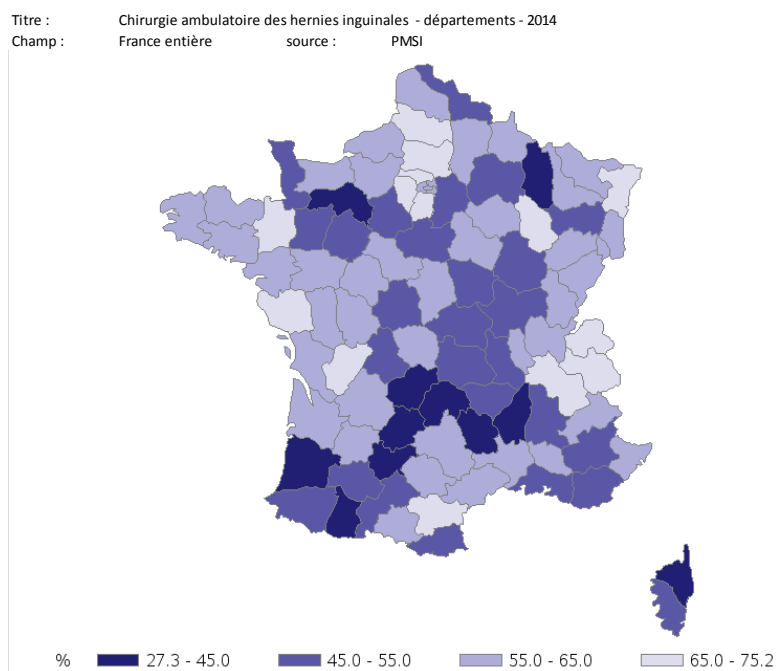 Titre : Chirurgie ambulatoire des hernies inguinales - départements - 2014
Champ : France entière source : PMSI
% 27.3 - 45.0 45.0 - 55.0 55.0 - 65.0 65.0 - 75.2